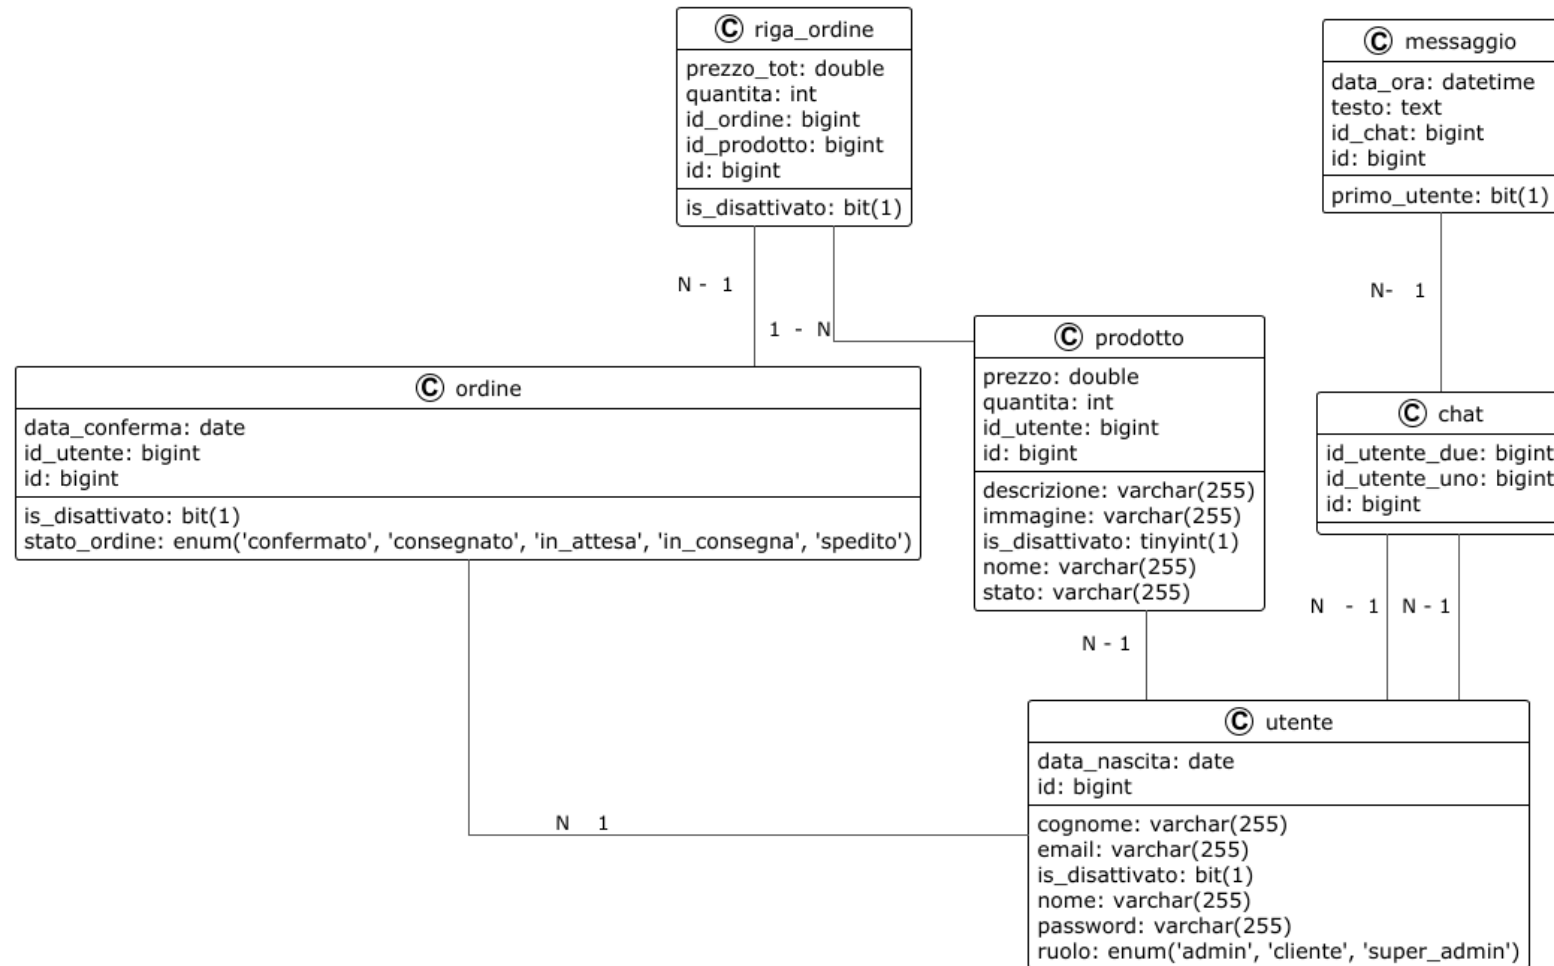 C riga_ordine
prezzo_tot: double
quantita: int
id_ordine: bigint
id_prodotto: bigint
id: bigint
is_disattivato: bit(1)
C messaggio
data_ora: datetime
testo: text
id_chat: bigint
id: bigint
primo_utente: bit(1)
N - 1
1 - N
N- 1
C ordine
data_conferma: date
id_utente: bigint
id: bigint
is_disattivato: bit(1)
stato_ordine: enum('confermato', 'consegnato', 'in_attesa', 'in_consegna', 'spedito')
C prodotto
prezzo: double
quantita: int
id_utente: bigint
id: bigint
descrizione: varchar(255)
immagine: varchar(255)
is_disattivato: tinyint(1)
nome: varchar(255)
stato: varchar(255)
C chat
id_utente_due: bigint
id_utente_uno: bigint
id: bigint
N - 1
N - 1
N - 1
N 1
C utente
data_nascita: date
id: bigint
cognome: varchar(255)
email: varchar(255)
is_disattivato: bit(1)
nome: varchar(255)
password: varchar(255)
ruolo: enum('admin', 'cliente', 'super_admin')